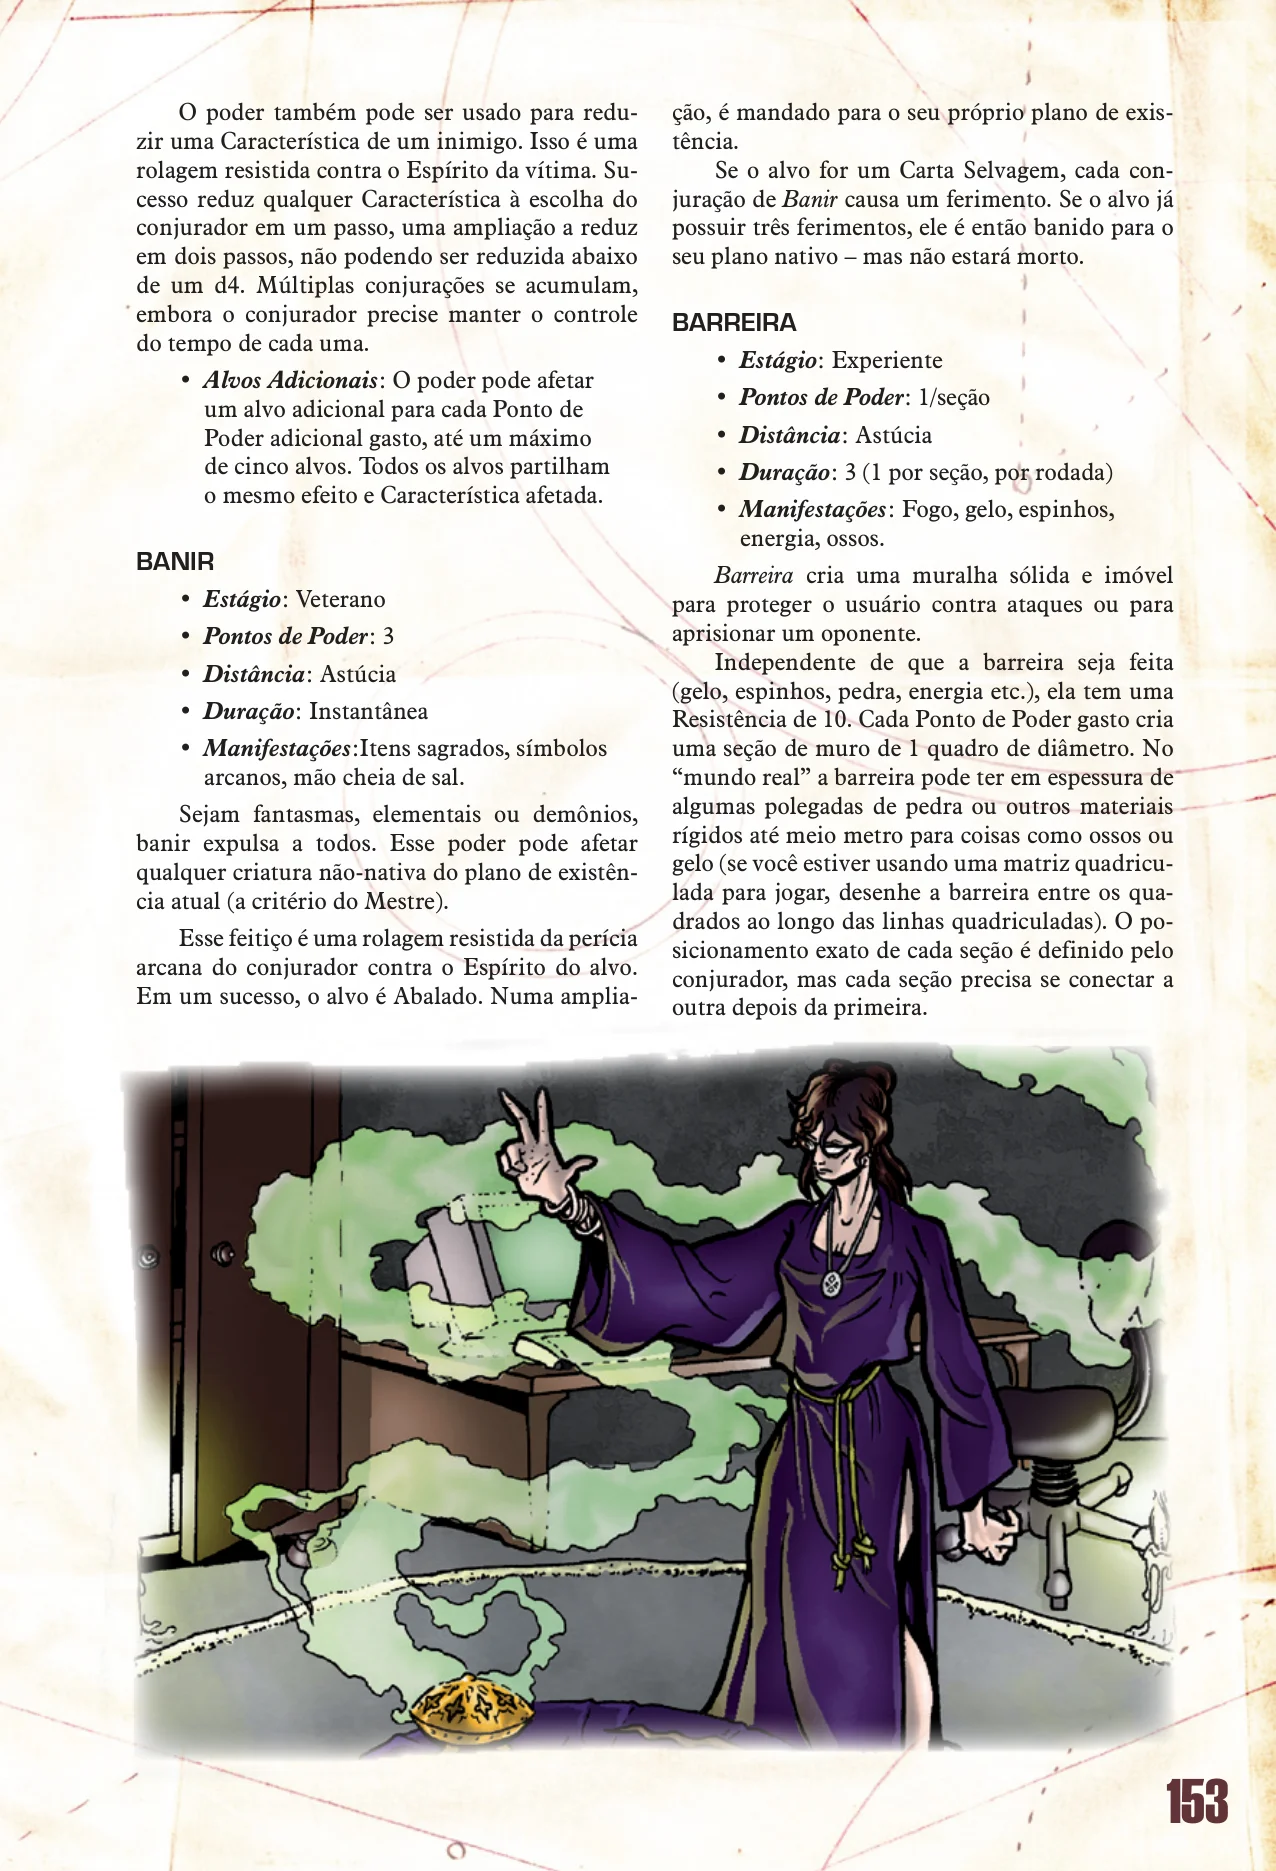 O poder também pode ser usado para redu-
zir uma Característica de um inimigo. Isso é uma
rolagem resistida contra o Espírito da vítima. Su-
cesso reduz qualquer Característica à escolha do
conjurador em um passo, uma ampliação a reduz
em dois passos, não podendo ser reduzida abaixo
de um d4. Múltiplas conjurações se acumulam,
embora o conjurador precise manter o controle
do tempo de cada uma.
• Alvos Adicionais: O poder pode afetar
um alvo adicional para cada Ponto de
Poder adicional gasto, até um máximo
de cinco alvos. Todos os alvos partilham
o mesmo efeito e Característica afetada.
BANIR
• Estágio: Veterano
• Pontos de Poder: 3
• Distância: Astúcia
• Duração: Instantânea
• Manifestações:Itens sagrados, símbolos
arcanos, mão cheia de sal.
Sejam fantasmas, elementais ou demônios,
banir expulsa a todos. Esse poder pode afetar
qualquer criatura não-nativa do plano de existên-
cia atual (a critério do Mestre).
Esse feitiço é uma rolagem resistida da perícia
arcana do conjurador contra o Espírito do alvo.
Em um sucesso, o alvo é Abalado. Numa amplia-
ção, é mandado para o seu próprio plano de exis-
tência.
Se o alvo for um Carta Selvagem, cada con-
juração de Banir causa um ferimento. Se o alvo já
possuir três ferimentos, ele é então banido para o
seu plano nativo – mas não estará morto.
BARREIRA
• Estágio: Experiente
• Pontos de Poder: 1/seção
• Distância: Astúcia
• Duração: 3 (1 por seção, por rodada)
• Manifestações: Fogo, gelo, espinhos,
energia, ossos.
Barreira cria uma muralha sólida e imóvel
para proteger o usuário contra ataques ou para
aprisionar um oponente.
Independente de que a barreira seja feita
(gelo, espinhos, pedra, energia etc.), ela tem uma
Resistência de 10. Cada Ponto de Poder gasto cria
uma seção de muro de 1 quadro de diâmetro. No
“mundo real” a barreira pode ter em espessura de
algumas polegadas de pedra ou outros materiais
rígidos até meio metro para coisas como ossos ou
gelo (se você estiver usando uma matriz quadricu-
lada para jogar, desenhe a barreira entre os qua-
drados ao longo das linhas quadriculadas). O po-
sicionamento exato de cada seção é definido pelo
conjurador, mas cada seção precisa se conectar a
outra depois da primeira.
153